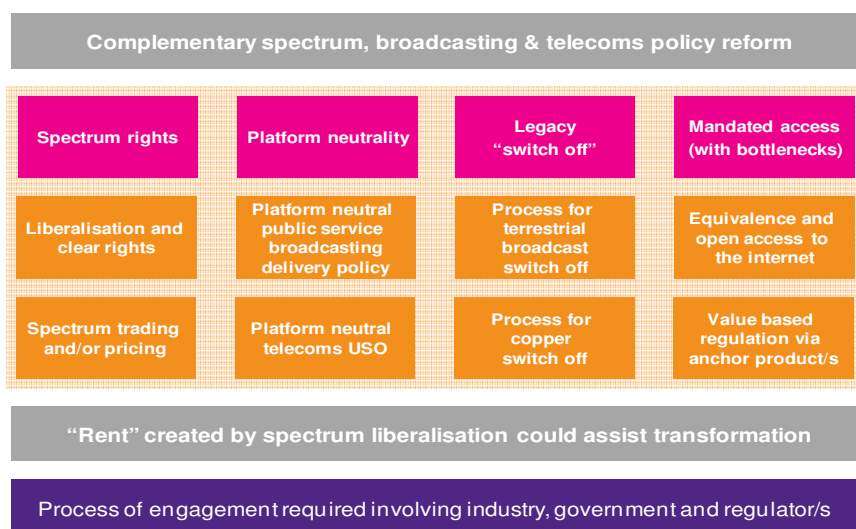 Complementary spectrum, broadcasting & telecoms policy reform
Spectrum rights
Platform neutrality
Legacy
"switch off"
Mandated access
(with bottlenecks)
Liberalisation and
clear rights
Platform neutral
public service
broadcasting
delivery policy
Process for
terrestrial
broadcast
switch off
Equivalence and
open access to
the internet
Spectrum trading
and/or pricing
Platform neutral
telecoms USO
Process for
copper
switch off
Value based
regulation via
anchor product/s
“Rent” created by spectrum liberalisation could assist transformation
Process of engagement required involving industry, government and regulator/s